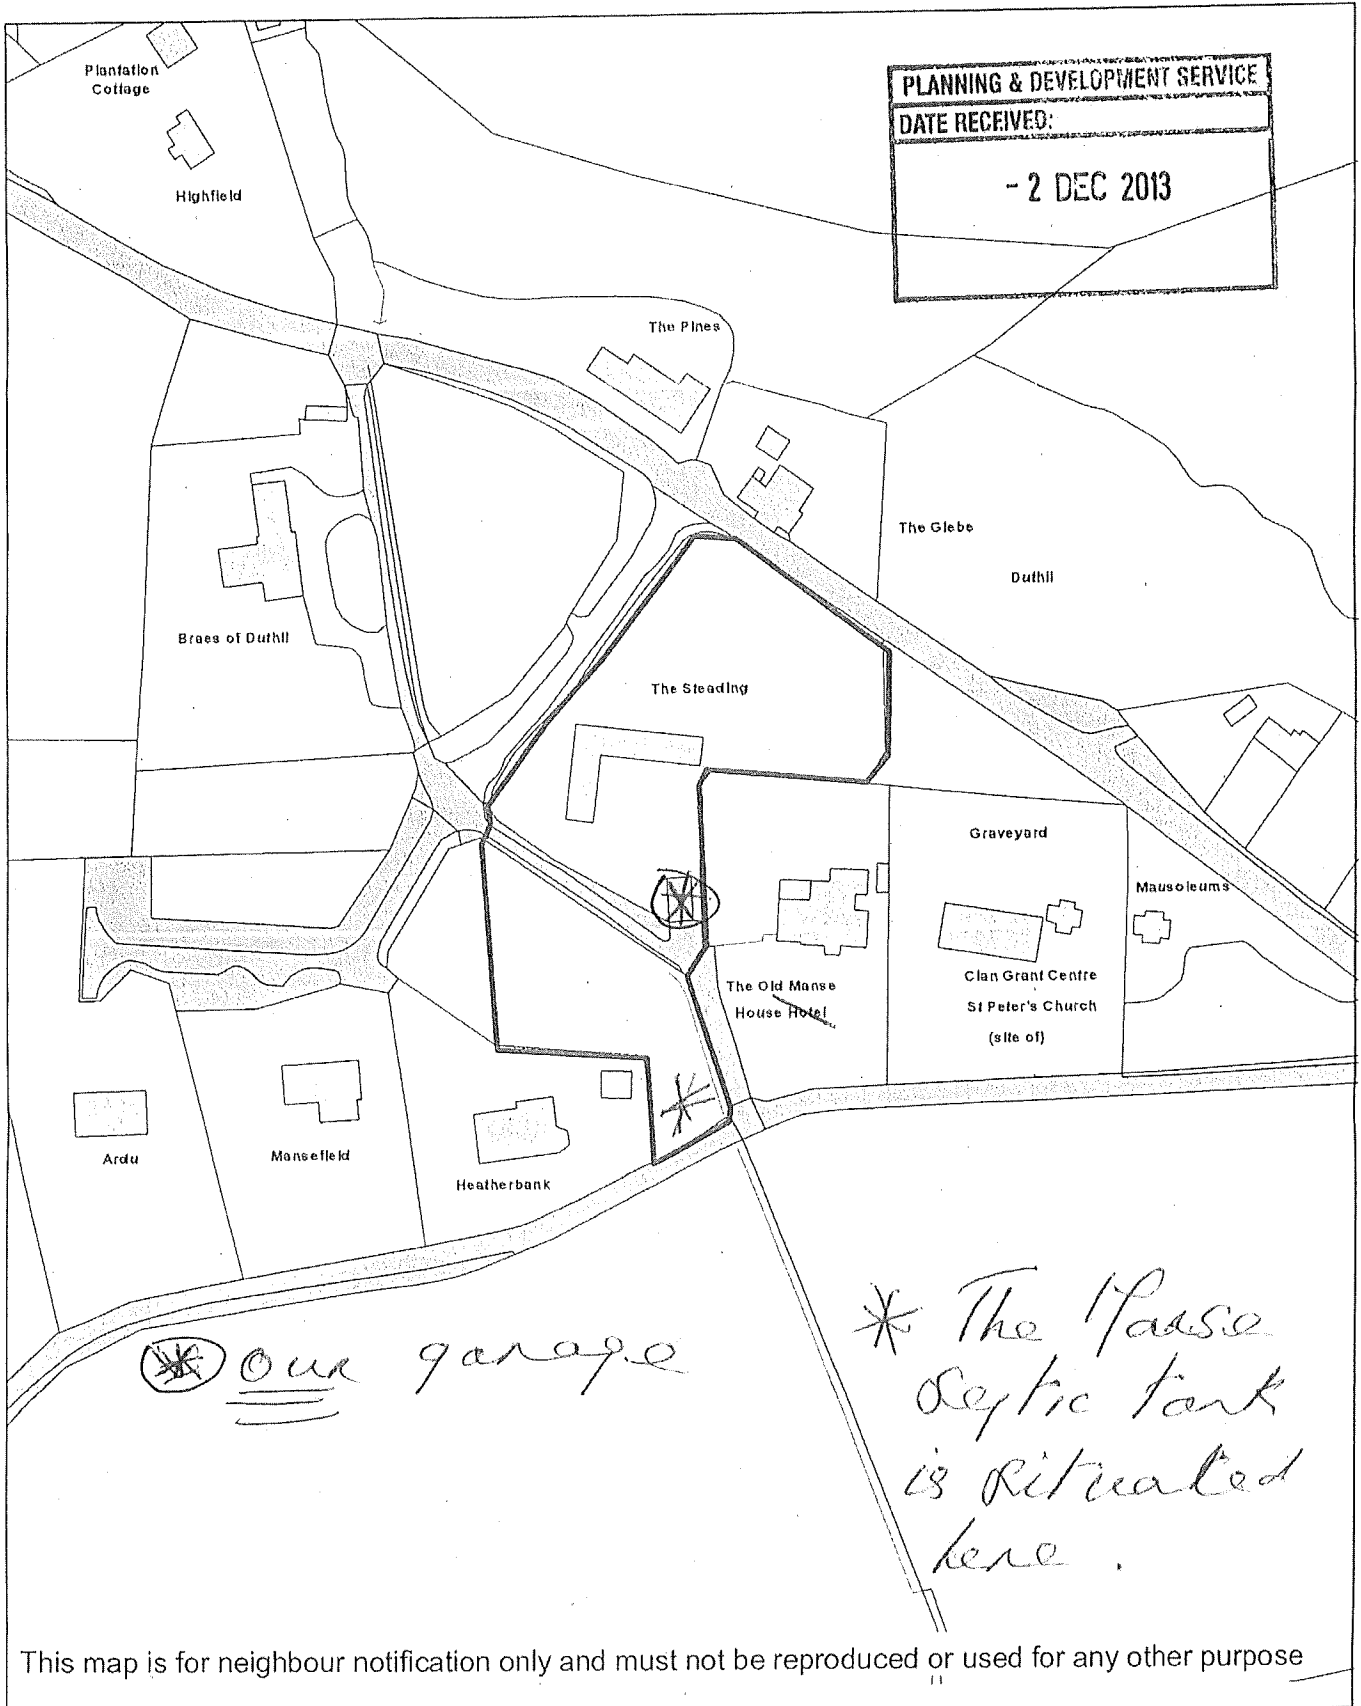 Plantation
Cottage
Highfield
PLANNING & DEVELOPMENT SERVICE
DATE RECEIVED:
- 2 DEC 2013
The Pines
The Glebe
Duthil
Braes of Duthil
The Steading
Graveyard
Mausoleums
The Old Manse
House Hotel
Clan Grant Centre
St Peter's Church
(site of)
Ardu
Mansefield
Heatherbank
* Our garage
* The Manse
Septic tank
is situated
here .
This map is for neighbour notification only and must not be reproduced or used for any other purpose